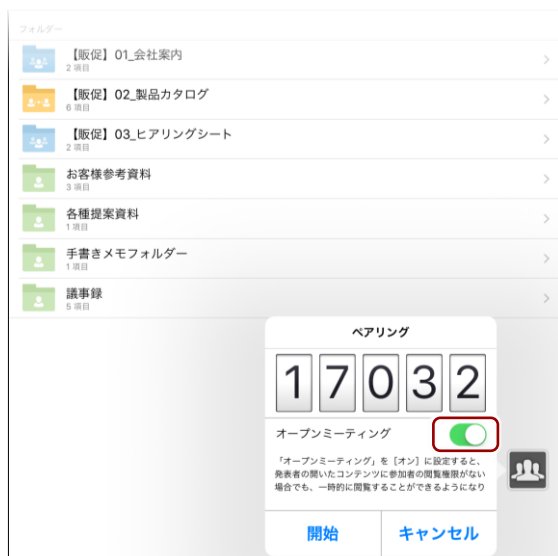 フォルダー
【販促】01_会社案内
2 項目
【販促】02_製品カタログ
6 項目
【販促】03_ヒアリングシート
2 項目
お客様参考資料
3 項目
各種提案資料
1 項目
手書きメモフォルダー
1 項目
議事録
5 項目
ペアリング
17032
オープンミーティング
「オープンミーティング」を［オン］に設定すると、
発表者の開いたコンテンツに参加者の閲覧権限がない
場合でも、一時的に閲覧することができるようになり
開始
キャンセル